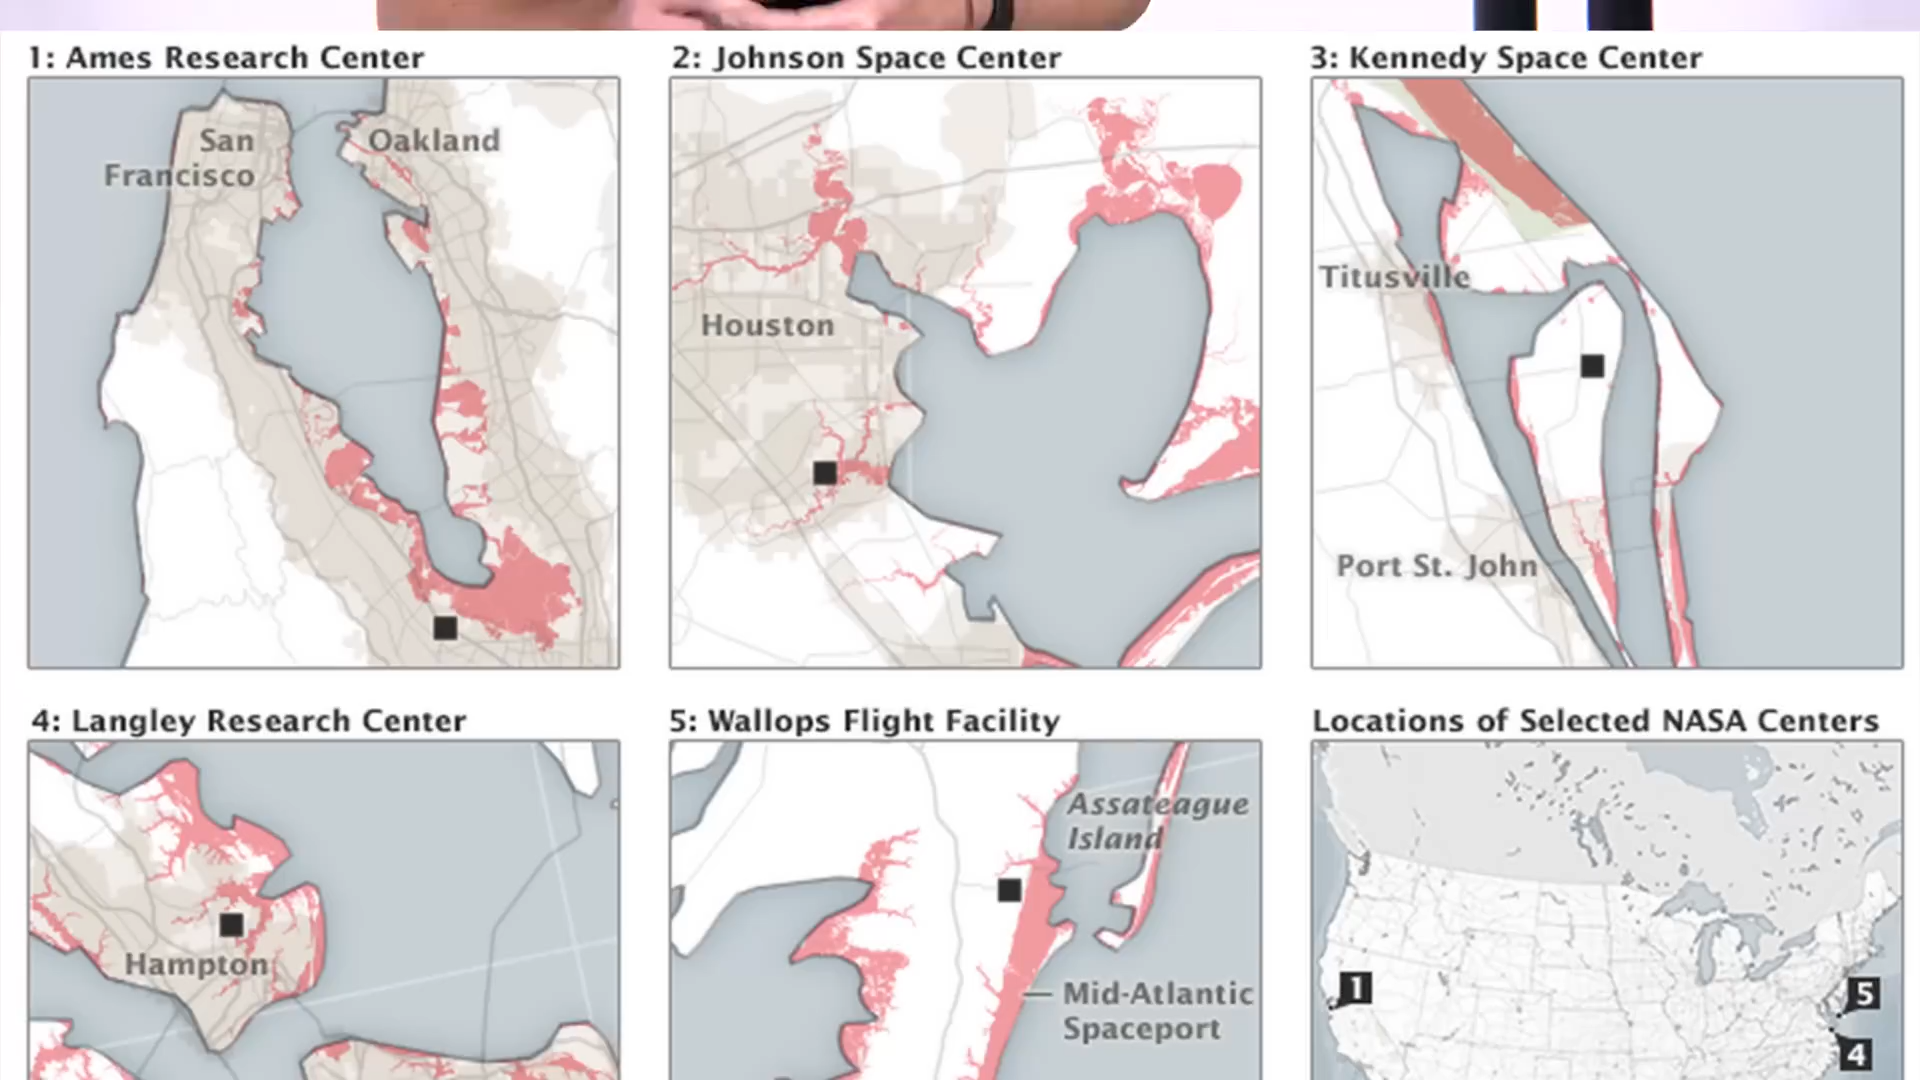 1: Ames Research Center
2: Johnson Space Center
3: Kennedy Space Center
San
Francisco
Oakland
Houston
Titusville
Port St. John
4: Langley Research Center
5: Wallops Flight Facility
Locations of Selected NASA Centers
Hampton
Assateague
Island
Mid-Atlantic
Spaceport
1
5
4